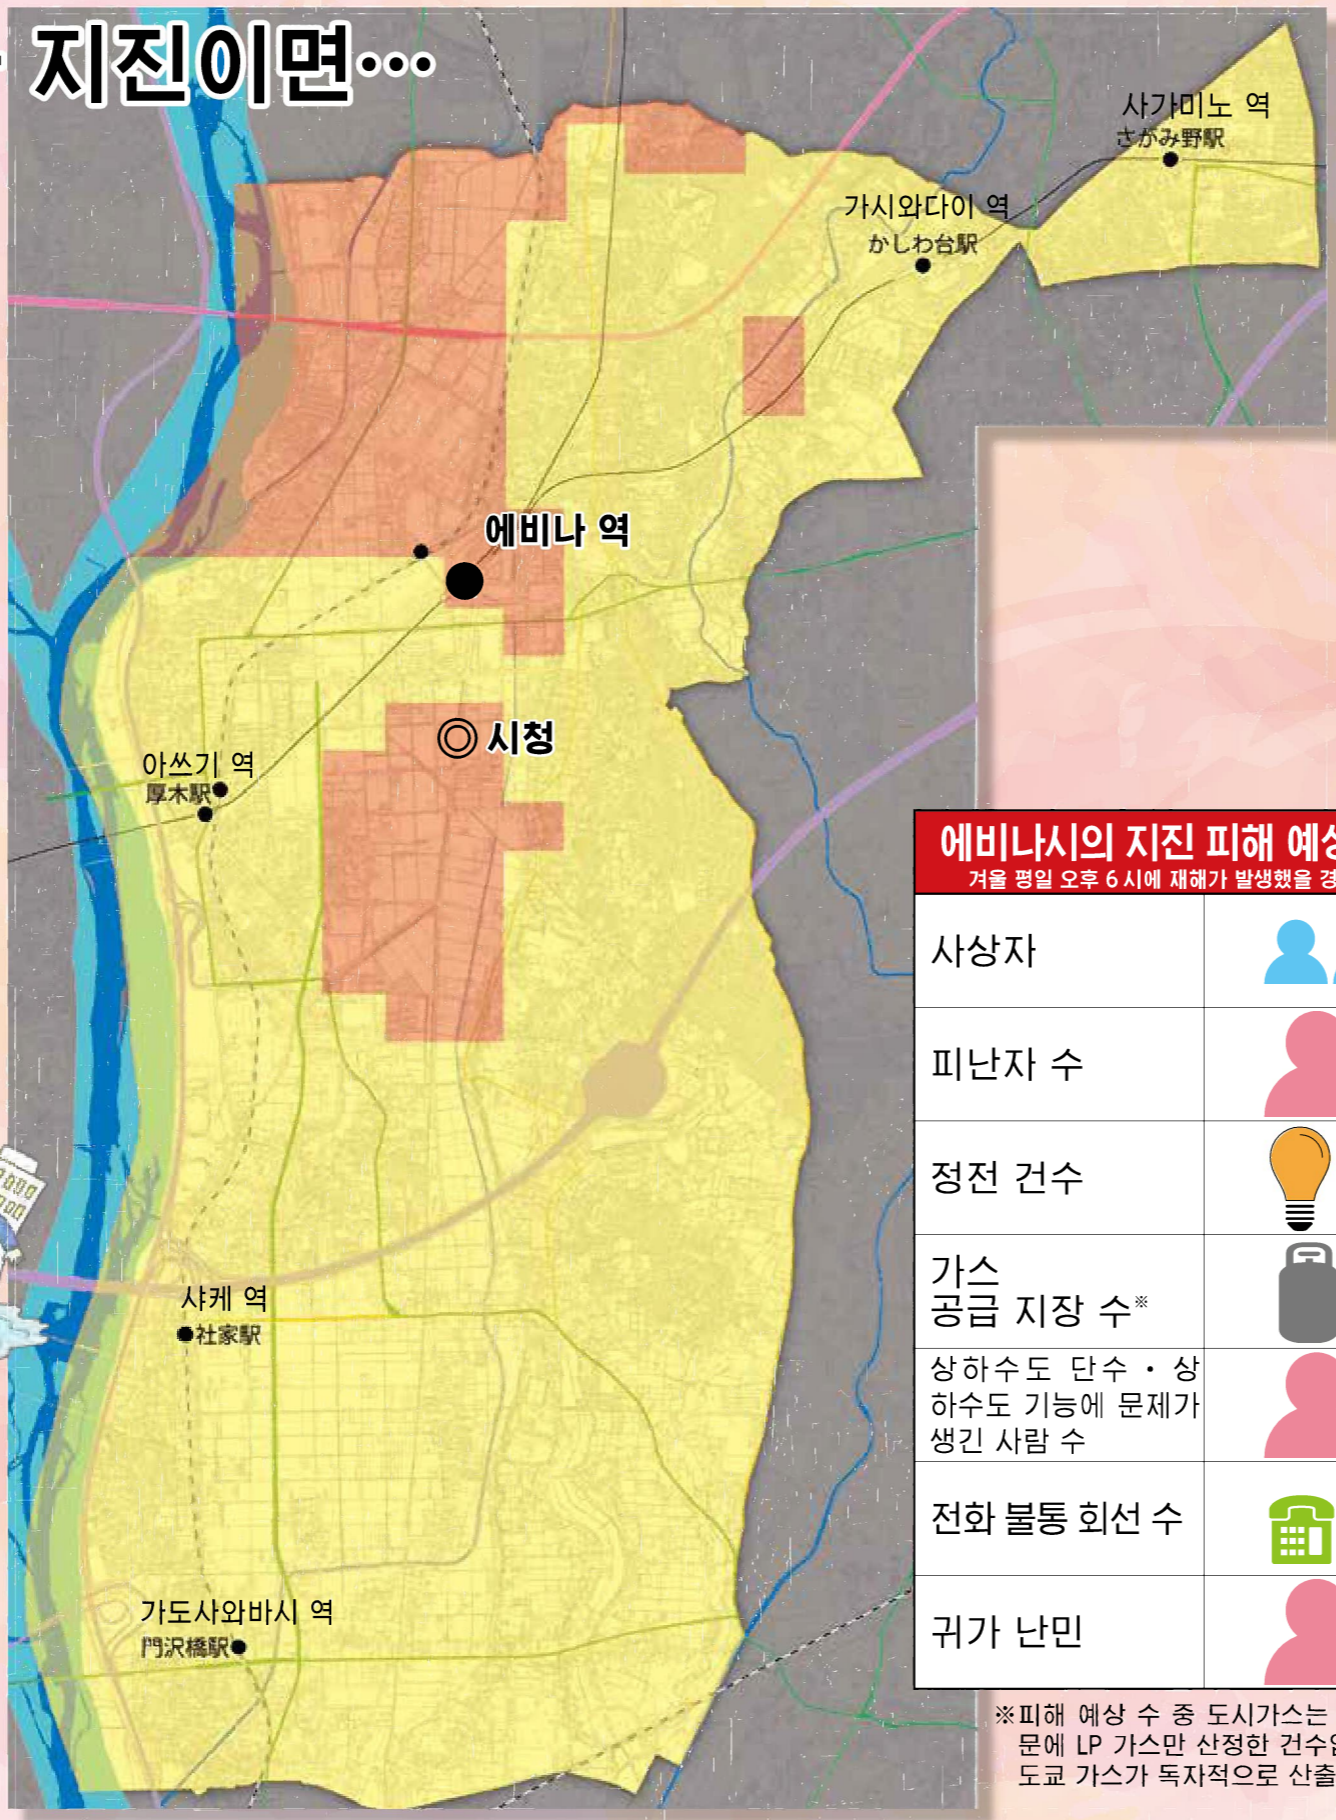 지진이면…
사가미노 역
さがみ野駅
가시와다이 역
かしわ台駅
에비나 역
시청
아쓰기 역
厚木駅
샤케 역
社家駅
가도사와바시 역
門沢橋駅
에비나시의 지진 피해 예상
겨울 평일 오후 6 시에 재해가 발생했을 경
사상자
피난자 수
정전 건수
가스
공급 지장 수※
상하수도 단수・상
하수도 기능에 문제가
생긴 사람 수
전화 불통 회선 수
귀가 난민
※피해 예상 수 중 도시가스는
문에 LP 가스만 산정한 건수
도쿄 가스가 독자적으로 산출